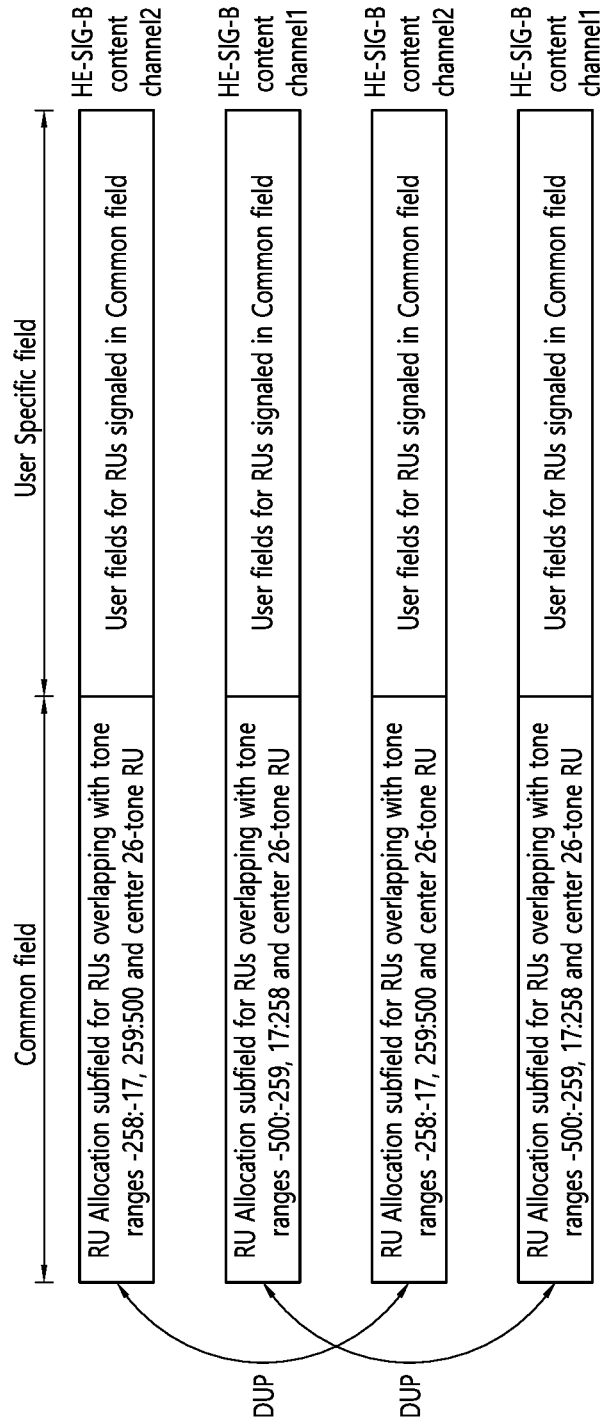 Common field
User Specific field
RU Allocation subfield for RUs overlapping with tone
ranges -258:-17, 259:500 and center 26-tone RU
User fields for RUs signaled in Common field
HE-SIG-B
content
channel2
RU Allocation subfield for RUs overlapping with tone
ranges -500:-259, 17:258 and center 26-tone RU
User fields for RUs signaled in Common field
HE-SIG-B
content
channel1
RU Allocation subfield for RUs overlapping with tone
ranges -258:-17, 259:500 and center 26-tone RU
User fields for RUs signaled in Common field
HE-SIG-B
content
channel2
RU Allocation subfield for RUs overlapping with tone
ranges -500:-259, 17:258 and center 26-tone RU
User fields for RUs signaled in Common field
HE-SIG-B
content
channel1
DUP
DUP